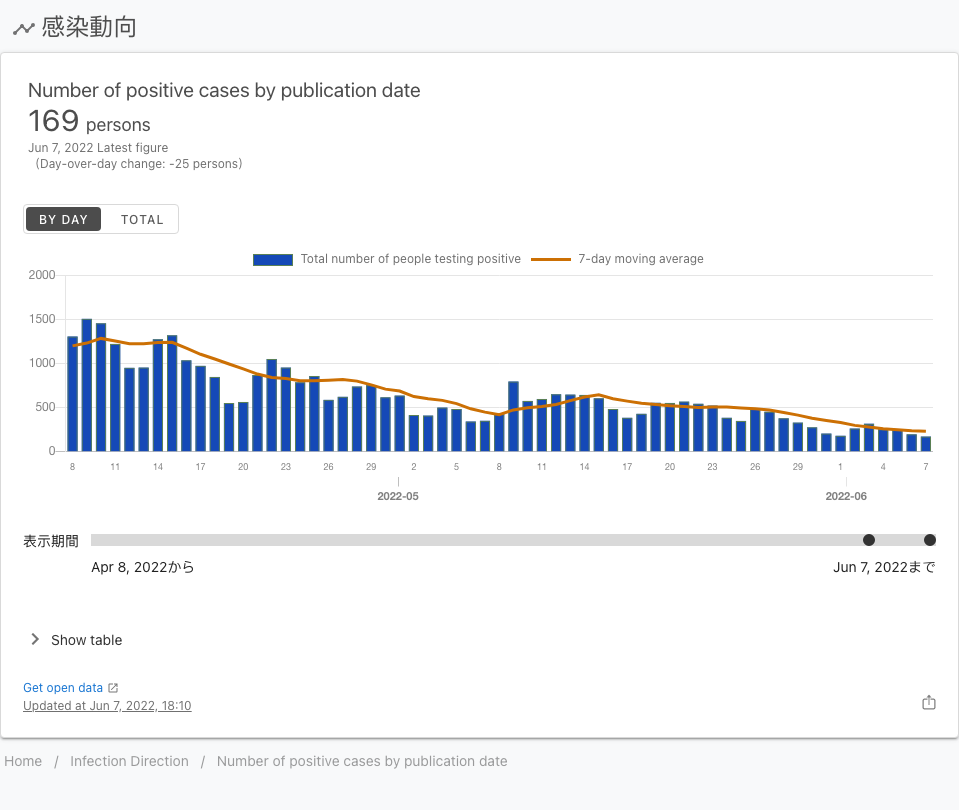 感染動向
Number of positive cases by publication date
169 persons
Jun 7, 2022 Latest figure
(Day-over-day change: -25 persons)
BY DAY TOTAL
Total number of people testing positive 7-day moving average
2000
1500
1000
500
0
8 11 14 17 20 23 26 29 2 5 8 11 14 17 20 23 26 29 1 4 7
2022-05 2022-06
表示期間
Apr 8, 2022から Jun 7, 2022まで
Show table
Get open data
Updated at Jun 7, 2022, 18:10
Home / Infection Direction / Number of positive cases by publication date